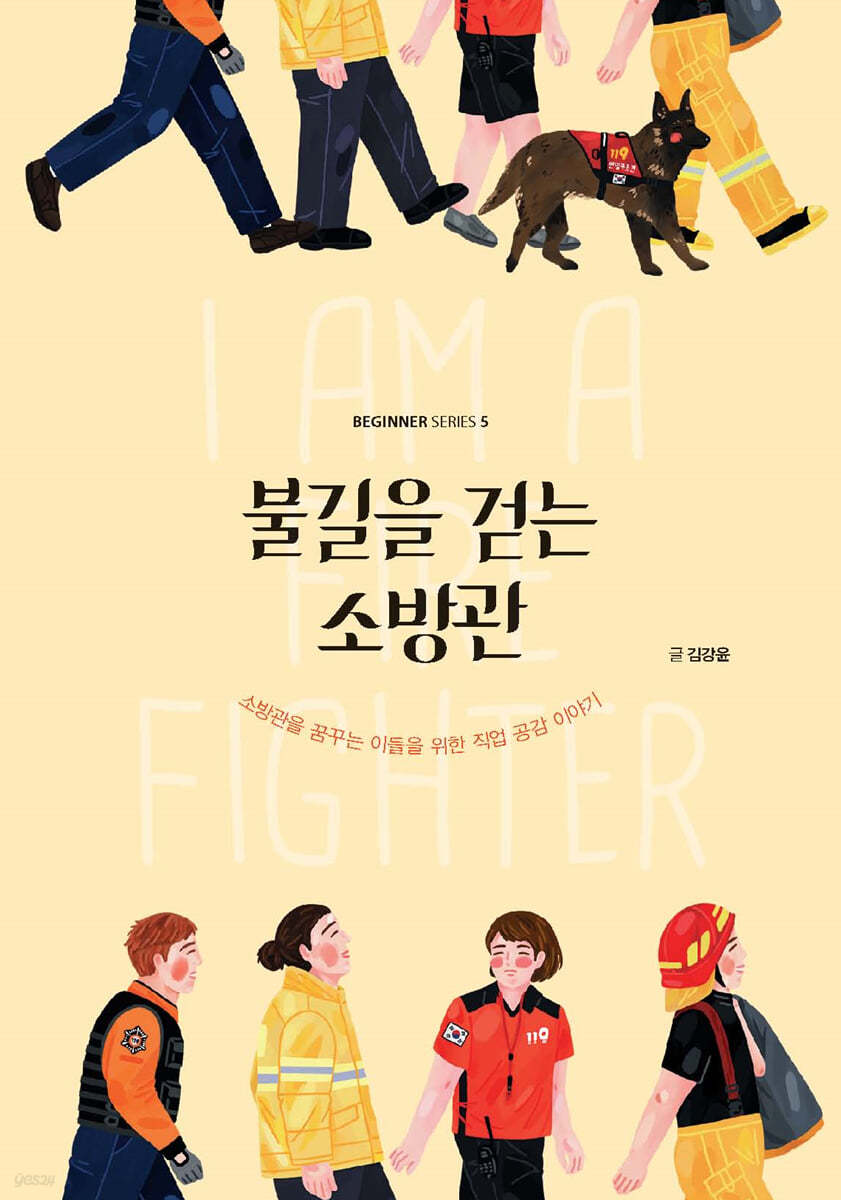 119
I AM A
BEGINNER SERIES 5
불길을 걷는
FIRE
소방관
글 김강윤
소방관을 꿈꾸는 이들을 위한 직업 공감 이야기
FIGHTER
119
yes24